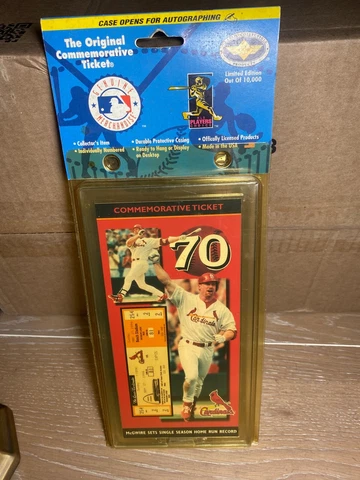 CASE OPENS FOR AUTOGRAPHING
The Original
Commemorative
Ticket®
Limited Edition
Out Of 10,000
GENUINE
MERCHANDISE
PLAYERS
• Collector's Item
• Individually Numbered
• Durable Protective Casing
• Ready to Hang or Display
on Desktop
• Officially Licensed Products
• Made in the USA
COMMEMORATIVE TICKET
70
Cardinals
Cardinals
McGWIRE SETS SINGLE SEASON HOME RUN RECORD